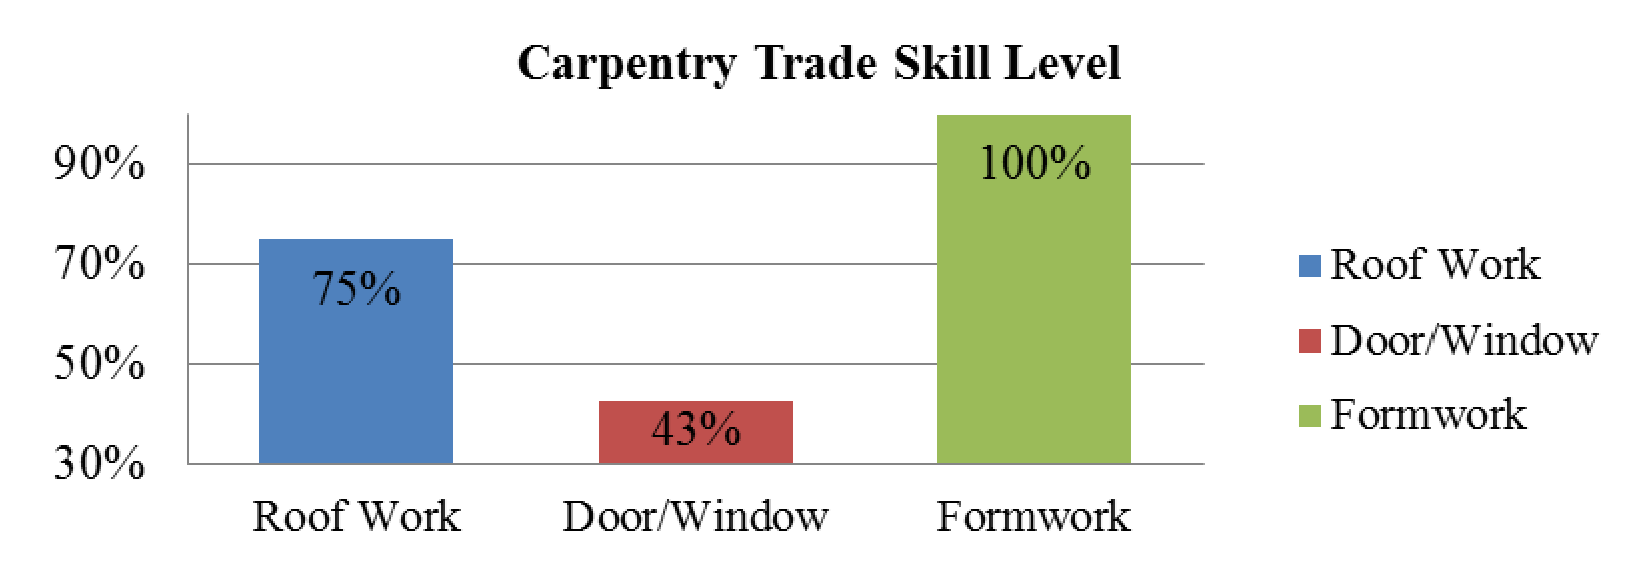 Carpentry Trade Skill Level
90%
70%
50%
30%
75%
43%
100%
Roof Work
Door/Window
Formwork
Roof Work
Door/Window
Formwork